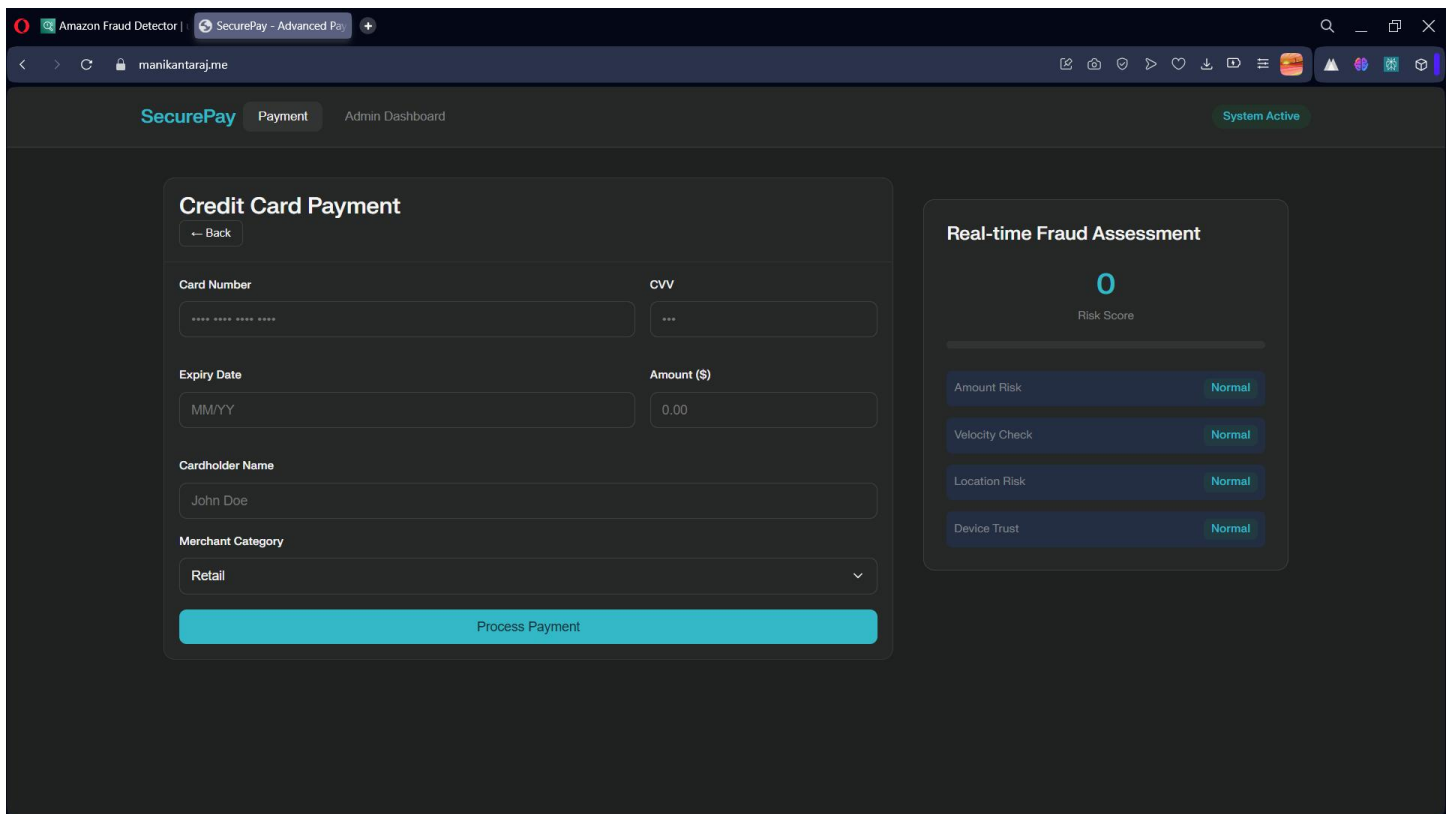 Amazon Fraud Detector |
SecurePay - Advanced Pay
manikantaraj.me
SecurePay
Payment
Admin Dashboard
System Active
Credit Card Payment
← Back
Card Number
CVV
•••• •••• •••• ••••
•••
Expiry Date
Amount ($)
MM/YY
0.00
Cardholder Name
John Doe
Merchant Category
Retail
Process Payment
Real-time Fraud Assessment
0
Risk Score
Amount Risk Normal
Velocity Check Normal
Location Risk Normal
Device Trust Normal